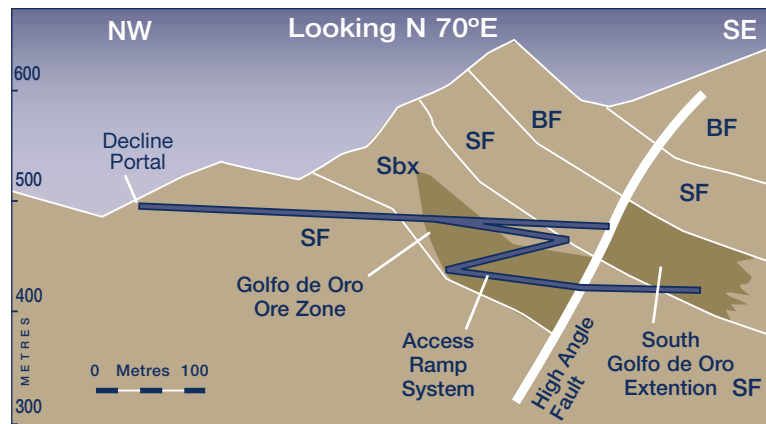 NW
Looking N 70ºE
SE
600
Decline
Portal
BF
SF
BF
Sbx
500
SF
SF
Golfo de Oro
Ore Zone
400
METRES
0 Metres 100
Access
Ramp
System
High Angle
Fault
South
Golfo de Oro
Extention
SF
300